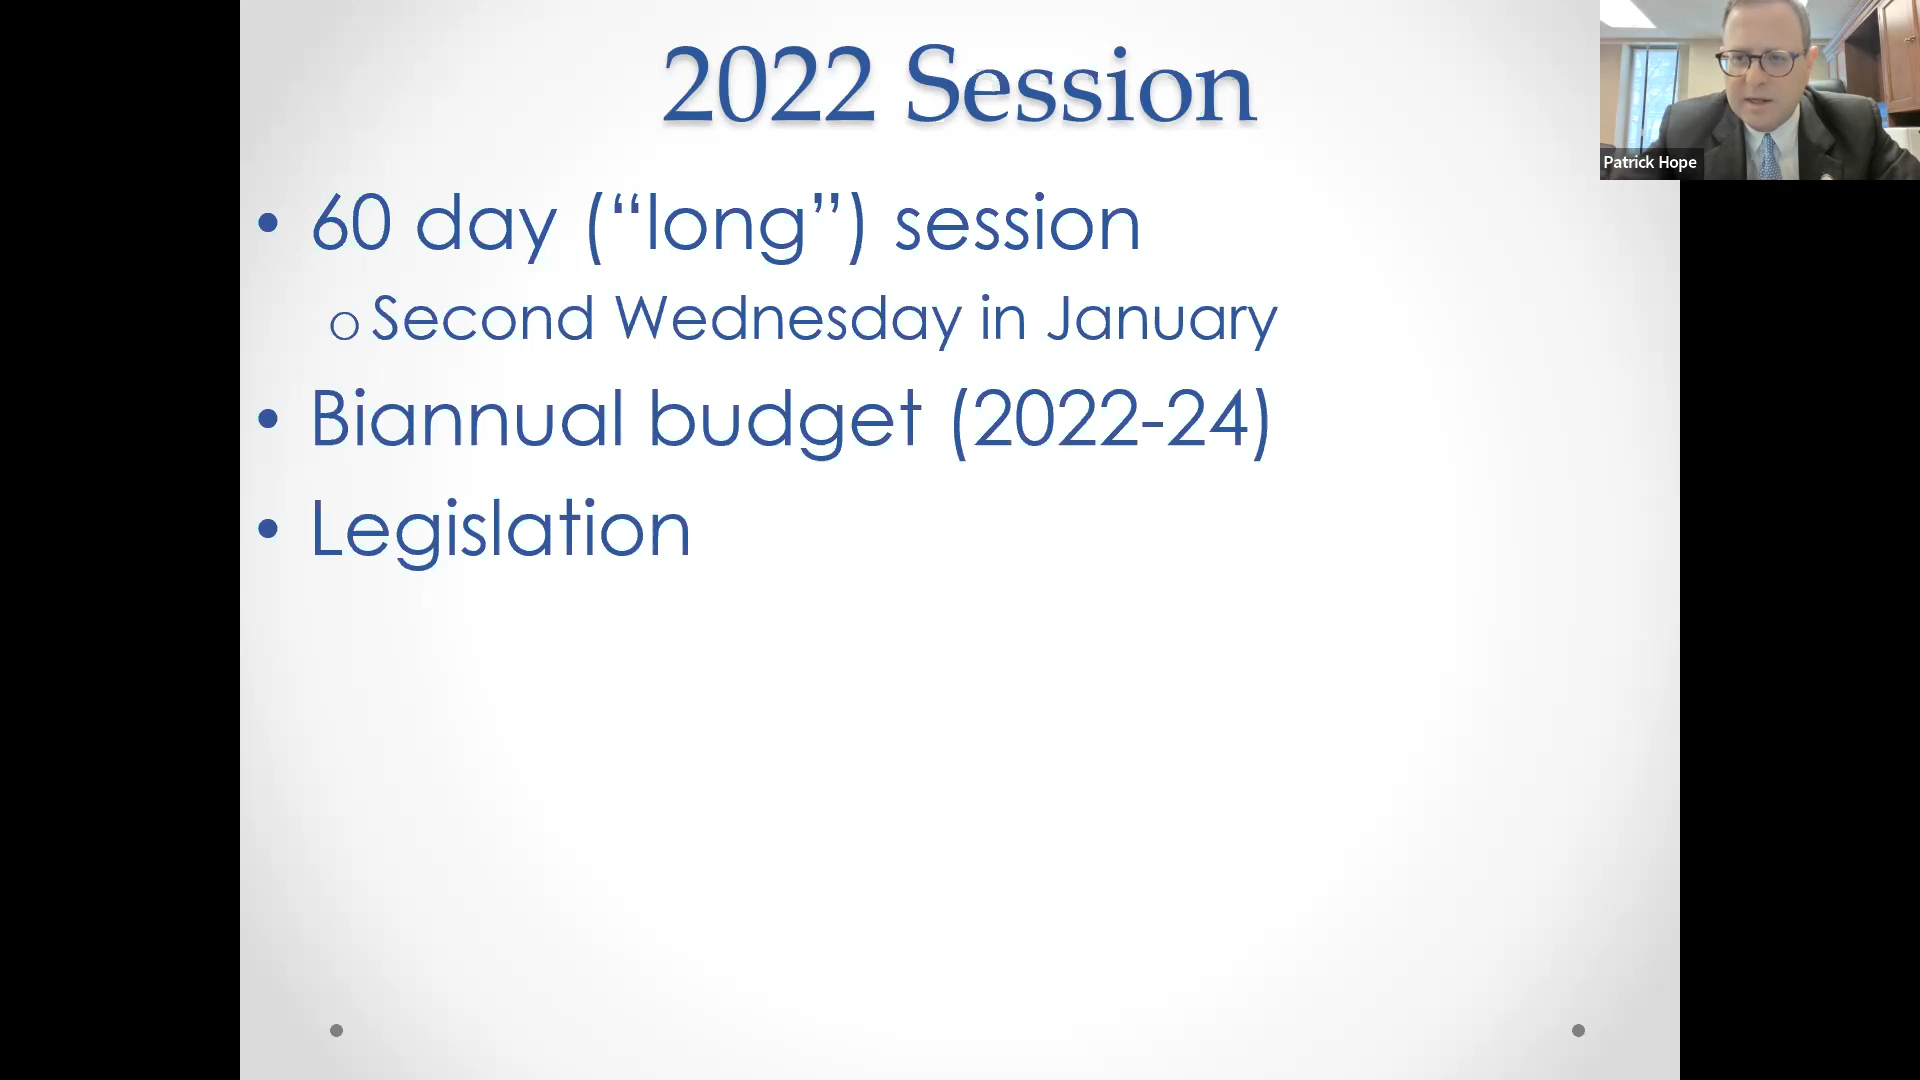 2022 Session
Patrick Hope
• 60 day (“long”) session
o Second Wednesday in January
• Biannual budget (2022-24)
• Legislation